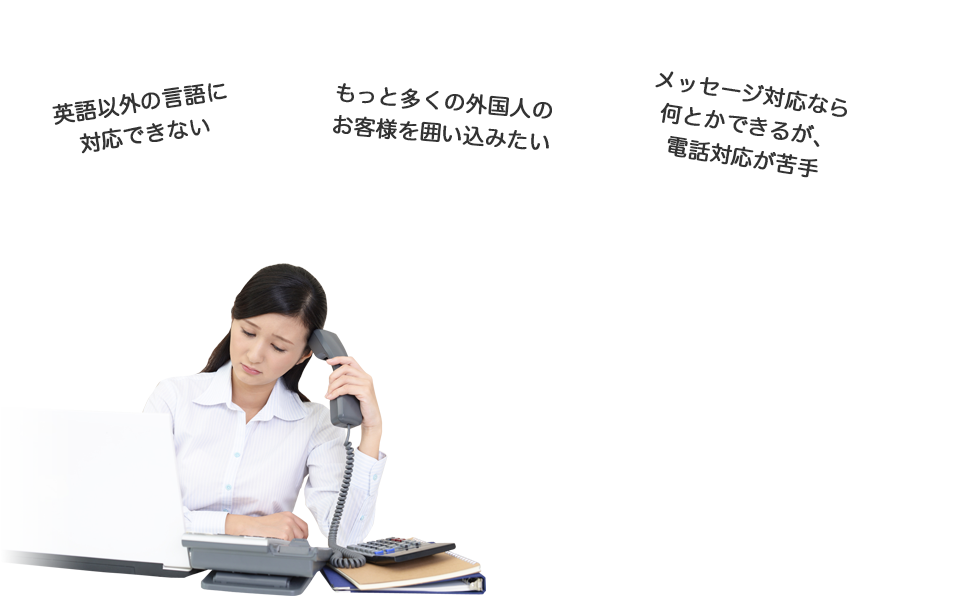 英語以外の言語に
対応できない
もっと多くの外国人の
お客様を囲い込みたい
メッセージ対応なら
何とかできるが、
電話対応が苦手